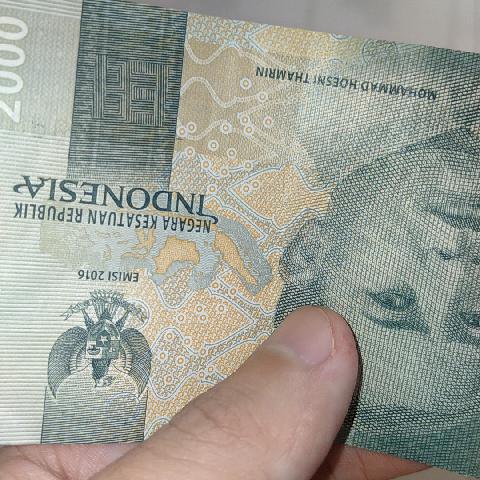 EMISI 2016
NEGARA KESATUAN REPUBLIK
INDONESIA
MOHAMMAD HOESNI THAMRIN
2000